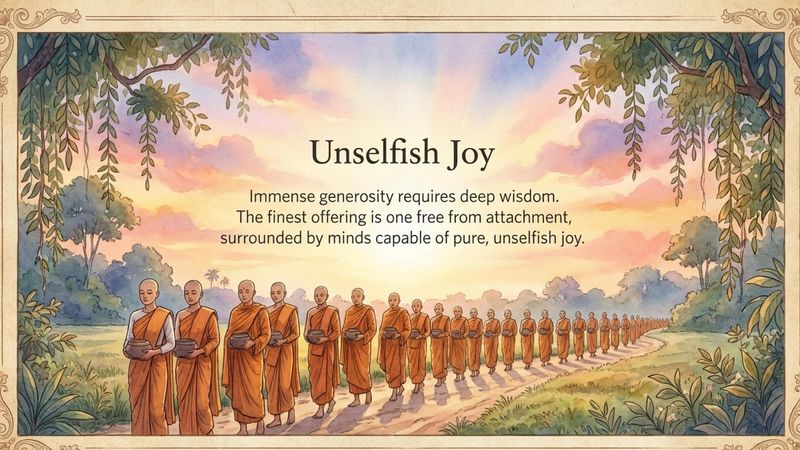 Unselfish Joy
Immense generosity requires deep wisdom.
The finest offering is one free from attachment,
surrounded by minds capable of pure, unselfish joy.